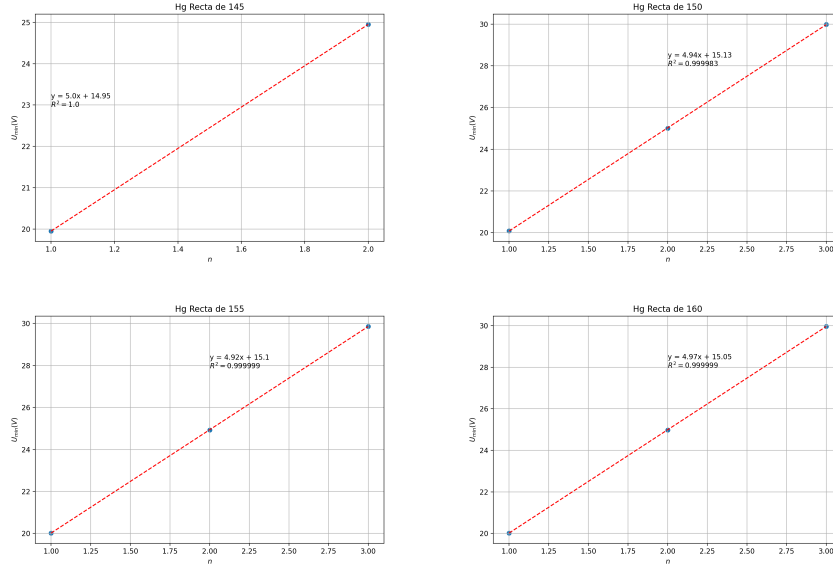 Hg Recta de 145
25
24
23
22
21
20
U_min(V)
y = 5.0x + 14.95
R² = 1.0
1.0 1.2 1.4 1.6 1.8 2.0
n
Hg Recta de 150
30
28
26
24
22
20
U_min(V)
y = 4.94x + 15.13
R² = 0.999983
1.00 1.25 1.50 1.75 2.00 2.25 2.50 2.75 3.00
n
Hg Recta de 155
30
28
26
24
22
20
U_min(V)
y = 4.92x + 15.1
R² = 0.999999
1.00 1.25 1.50 1.75 2.00 2.25 2.50 2.75 3.00
n
Hg Recta de 160
30
28
26
24
22
20
U_min(V)
y = 4.97x + 15.05
R² = 0.999999
1.00 1.25 1.50 1.75 2.00 2.25 2.50 2.75 3.00
n